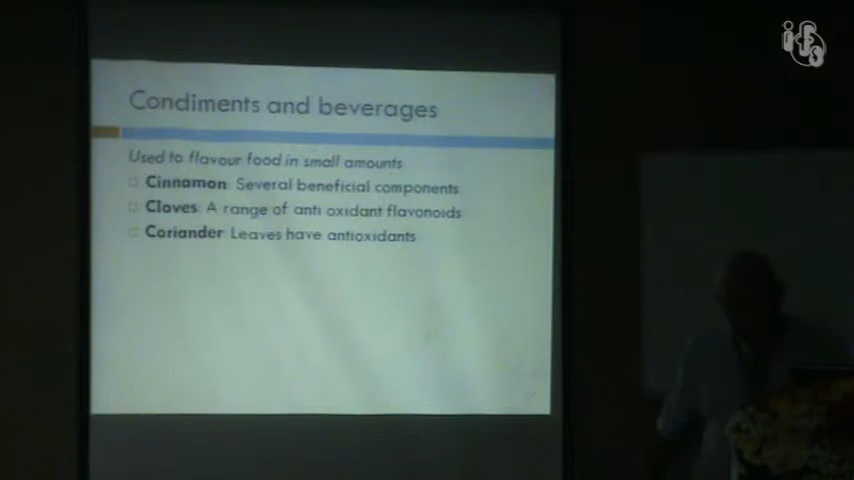 Condiments and beverages
Used to flavour food in small amounts
Cinnamon: Several beneficial components
Cloves: A range of anti oxidant flavonoids
Coriander: Leaves have antioxidants